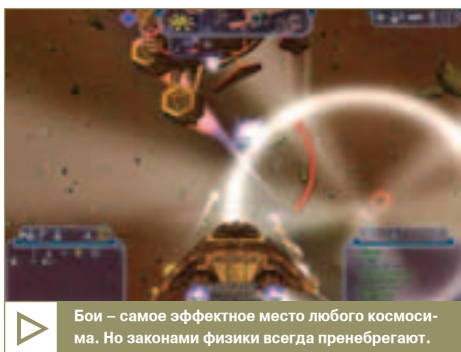 Бои – самое эффектное место любого космоси-
ма. Но законами физики всегда пренебрегают.